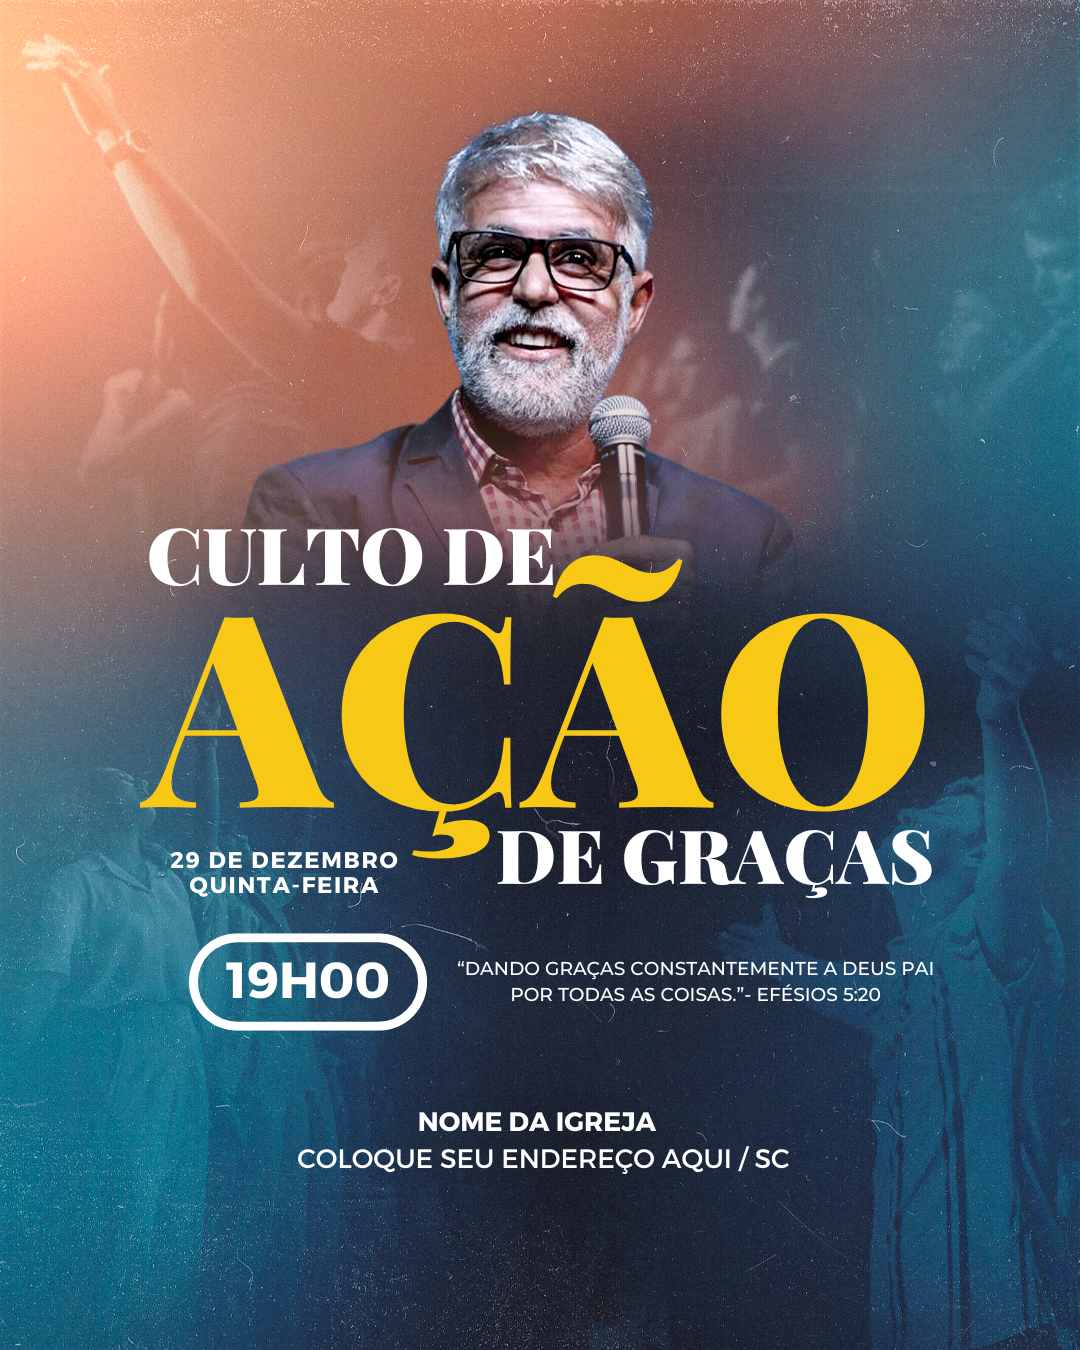 CULTO DE
AÇÃO
DE GRAÇAS
29 DE DEZEMBRO
QUINTA-FEIRA
19H00
“DANDO GRAÇAS CONSTANTEMENTE A DEUS PAI
POR TODAS AS COISAS.”- EFÉSIOS 5:20
NOME DA IGREJA
COLOQUE SEU ENDEREÇO AQUI / SC